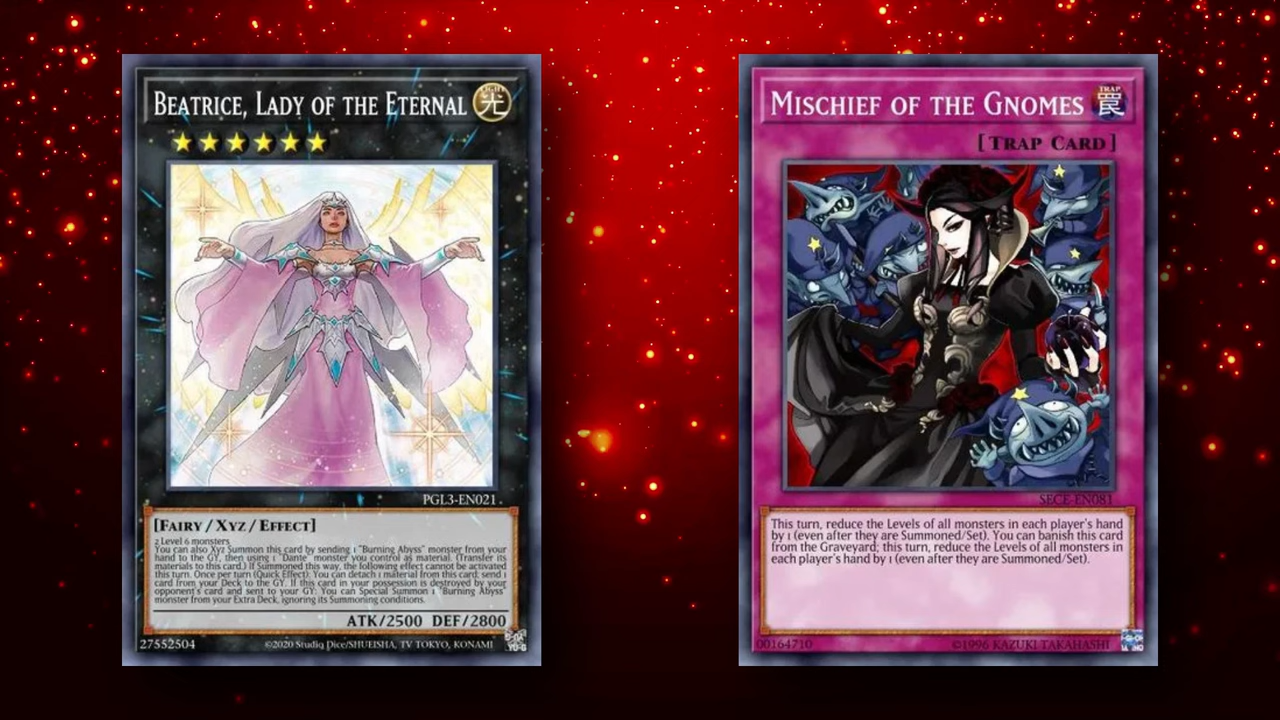 BEATRICE, LADY OF THE ETERNAL
LIGHT
光
PGL3-EN021
[FAIRY / XYZ / EFFECT]
2 Level 6 monsters
You can also Xyz Summon this card by sending 1 "Burning Abyss" monster from your
hand to the GY, then using 1 "Dante" monster you control as material. (Transfer its
materials to this card.) If Summoned this way, the following effect cannot be activated
this turn. Once per turn (Quick Effect): You can detach 1 material from this card; send 1
card from your Deck to the GY. If this card in your possession is destroyed by your
opponent's card and sent to your GY: You can Special Summon 1 "Burning Abyss"
monster from your Extra Deck, ignoring its Summoning conditions.
ATK/2500 DEF/2800
27552504 ©2020 Studio Dice/SHUEISHA, TV TOKYO, KONAMI
MISCHIEF OF THE GNOMES
TRAP
罠
[TRAP CARD]
SECE-EN081
This turn, reduce the Levels of all monsters in each player's hand
by 1 (even after they are Summoned/Set). You can banish this card
from the Graveyard; this turn, reduce the Levels of all monsters in
each player's hand by 1 (even after they are Summoned/Set).
00164710 ©1996 KAZUKI TAKAHASHI